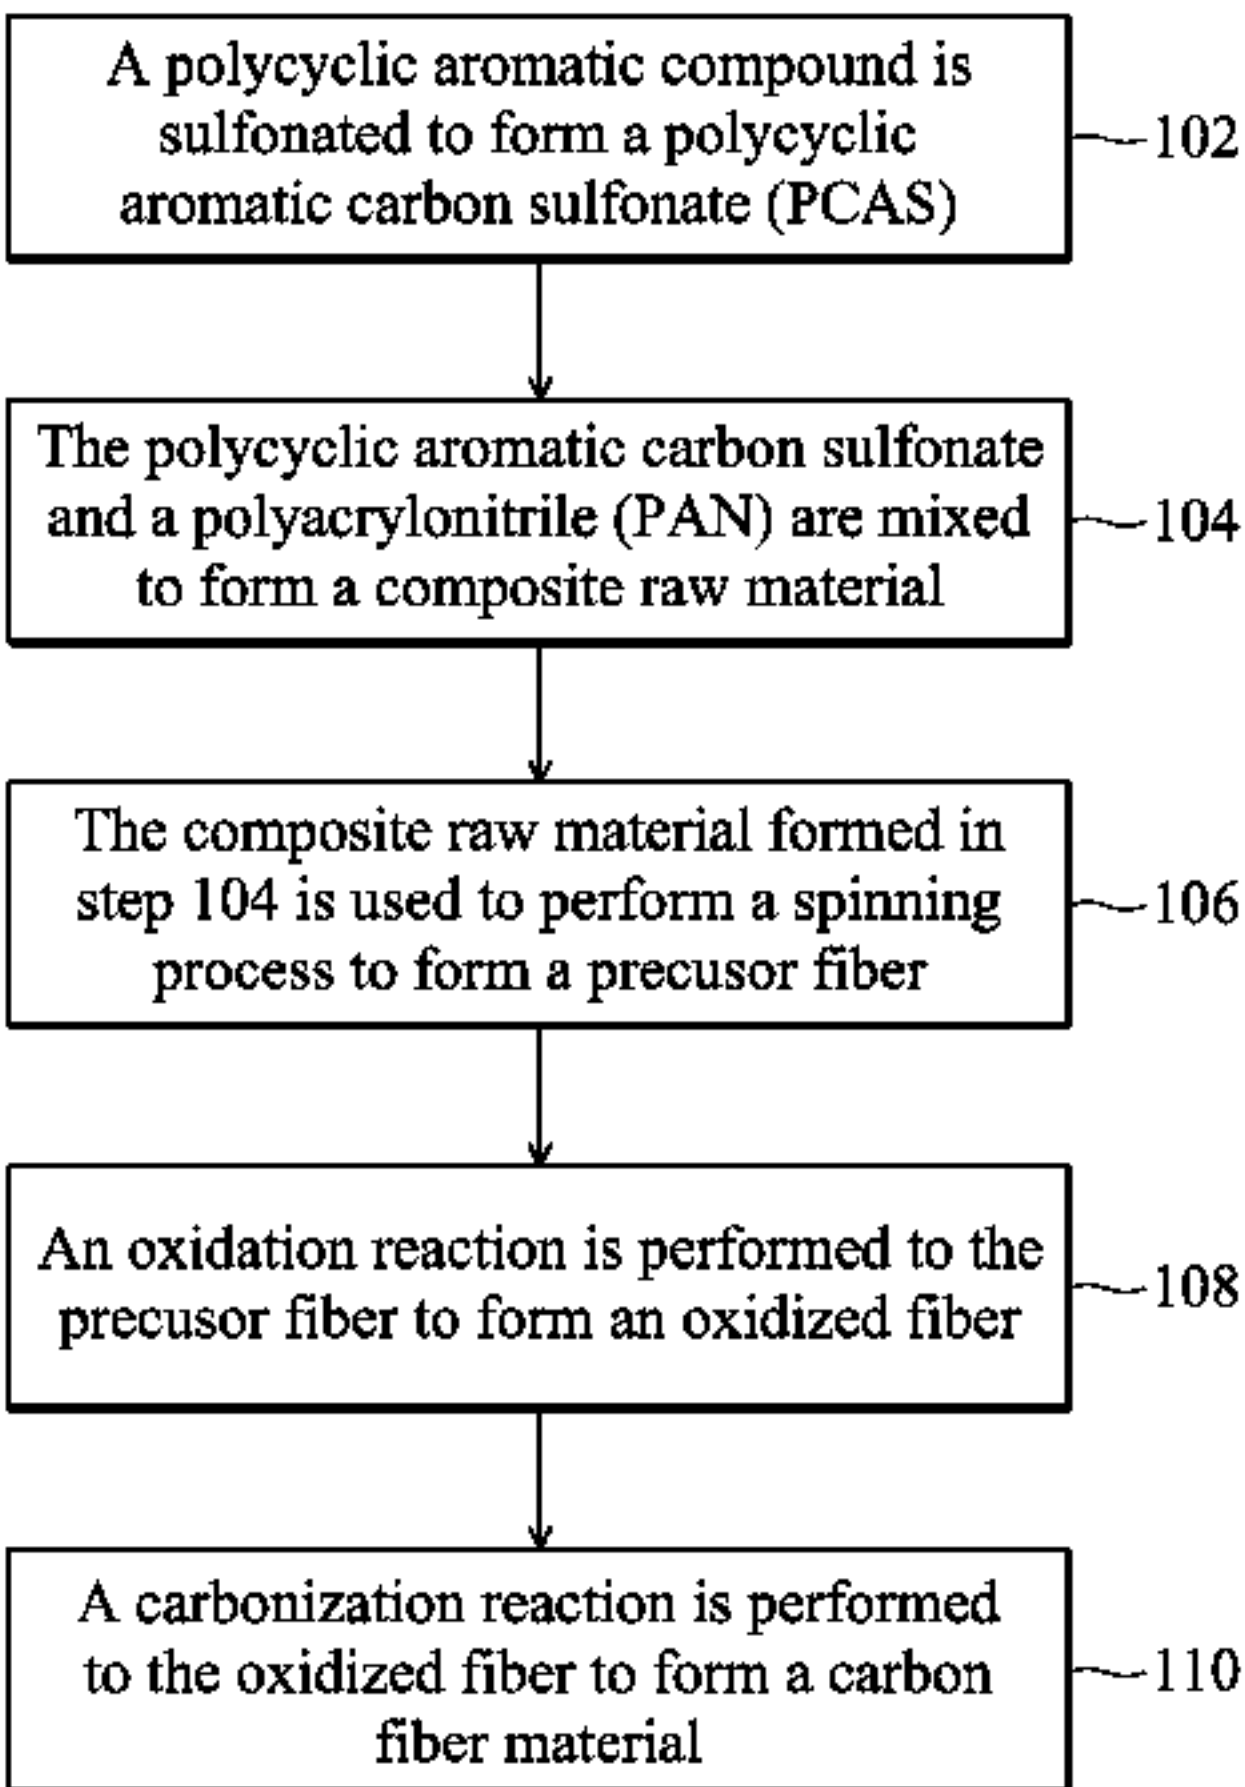 A polycyclic aromatic compound is
sulfonated to form a polycyclic
aromatic carbon sulfonate (PCAS)
102
The polycyclic aromatic carbon sulfonate
and a polyacrylonitrile (PAN) are mixed
to form a composite raw material
104
The composite raw material formed in
step 104 is used to perform a spinning
process to form a precusor fiber
106
An oxidation reaction is performed to the
precusor fiber to form an oxidized fiber
108
A carbonization reaction is performed
to the oxidized fiber to form a carbon
fiber material
110